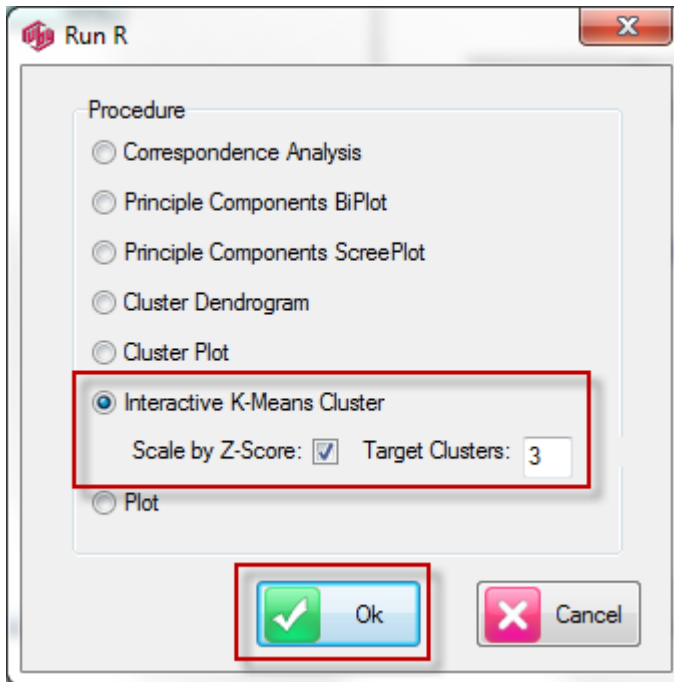 Run R
Procedure
Correspondence Analysis
Principle Components BiPlot
Principle Components ScreePlot
Cluster Dendrogram
Cluster Plot
Interactive K-Means Cluster
Scale by Z-Score: Target Clusters: 3
Plot
Ok Cancel